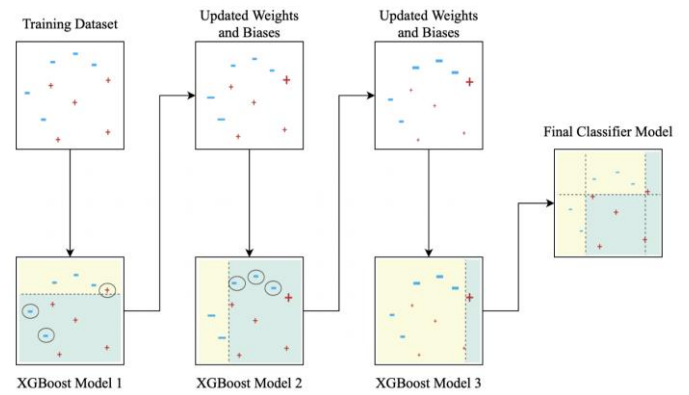 Training Dataset
Updated Weights
and Biases
Updated Weights
and Biases
Final Classifier Model
XGBoost Model 1
XGBoost Model 2
XGBoost Model 3